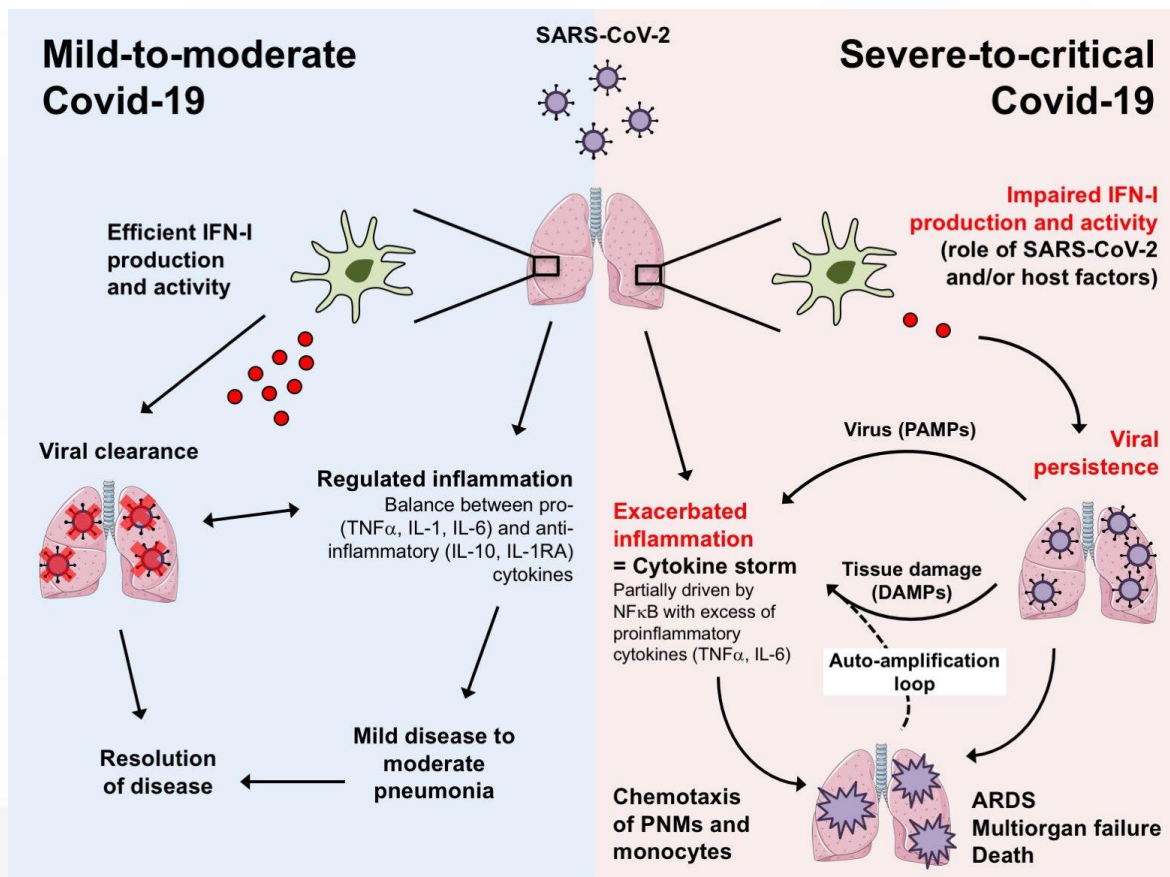 Mild-to-moderate
Covid-19
SARS-CoV-2
Severe-to-critical
Covid-19
Efficient IFN-I
production
and activity
Impaired IFN-I
production and activity
(role of SARS-CoV-2
and/or host factors)
Viral clearance
Regulated inflammation
Balance between pro-
(TNFα, IL-1, IL-6) and anti-
inflammatory (IL-10, IL-1RA)
cytokines
Mild disease to
moderate
pneumonia
Resolution
of disease
Virus (PAMPs)
Viral
persistence
Exacerbated
inflammation
= Cytokine storm
Partially driven by
NFκB with excess of
proinflammatory
cytokines (TNFα, IL-6)
Tissue damage
(DAMPs)
Auto-amplification
loop
Chemotaxis
of PNMs and
monocytes
ARDS
Multiorgan failure
Death